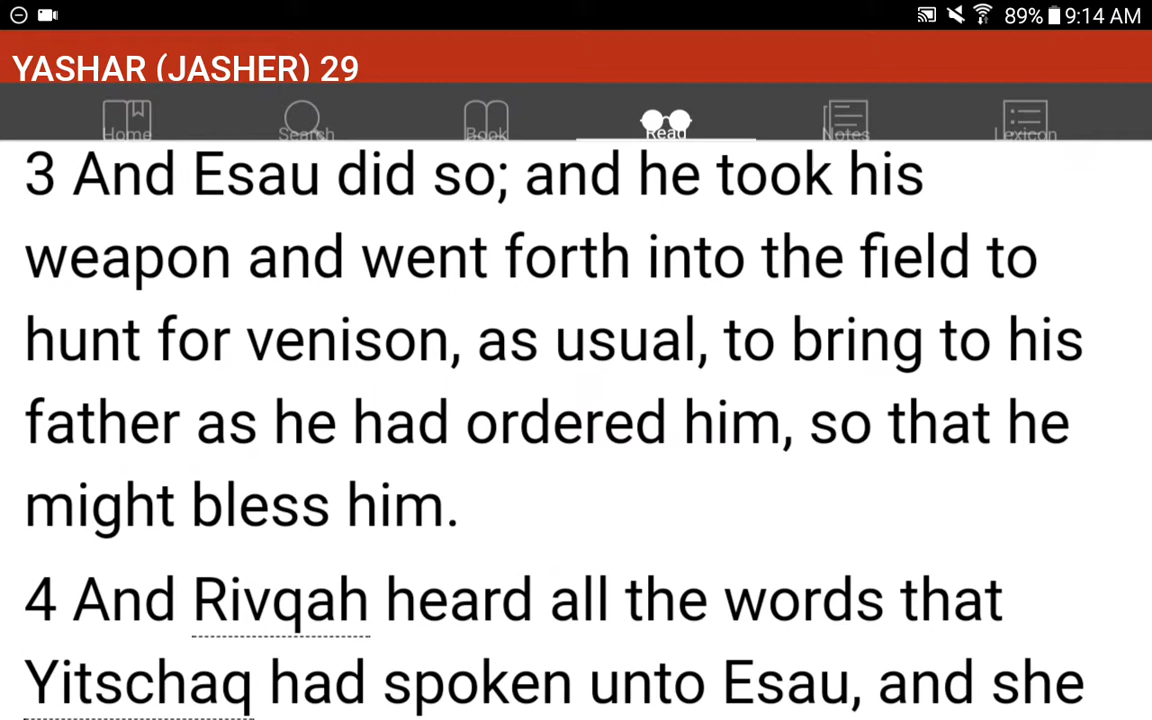 89% 9:14 AM
YASHAR (JASHER) 29
Home Search Book Read Notes Lexicon
3 And Esau did so; and he took his
weapon and went forth into the field to
hunt for venison, as usual, to bring to his
father as he had ordered him, so that he
might bless him.
4 And Rivqah heard all the words that
Yitschaq had spoken unto Esau, and she